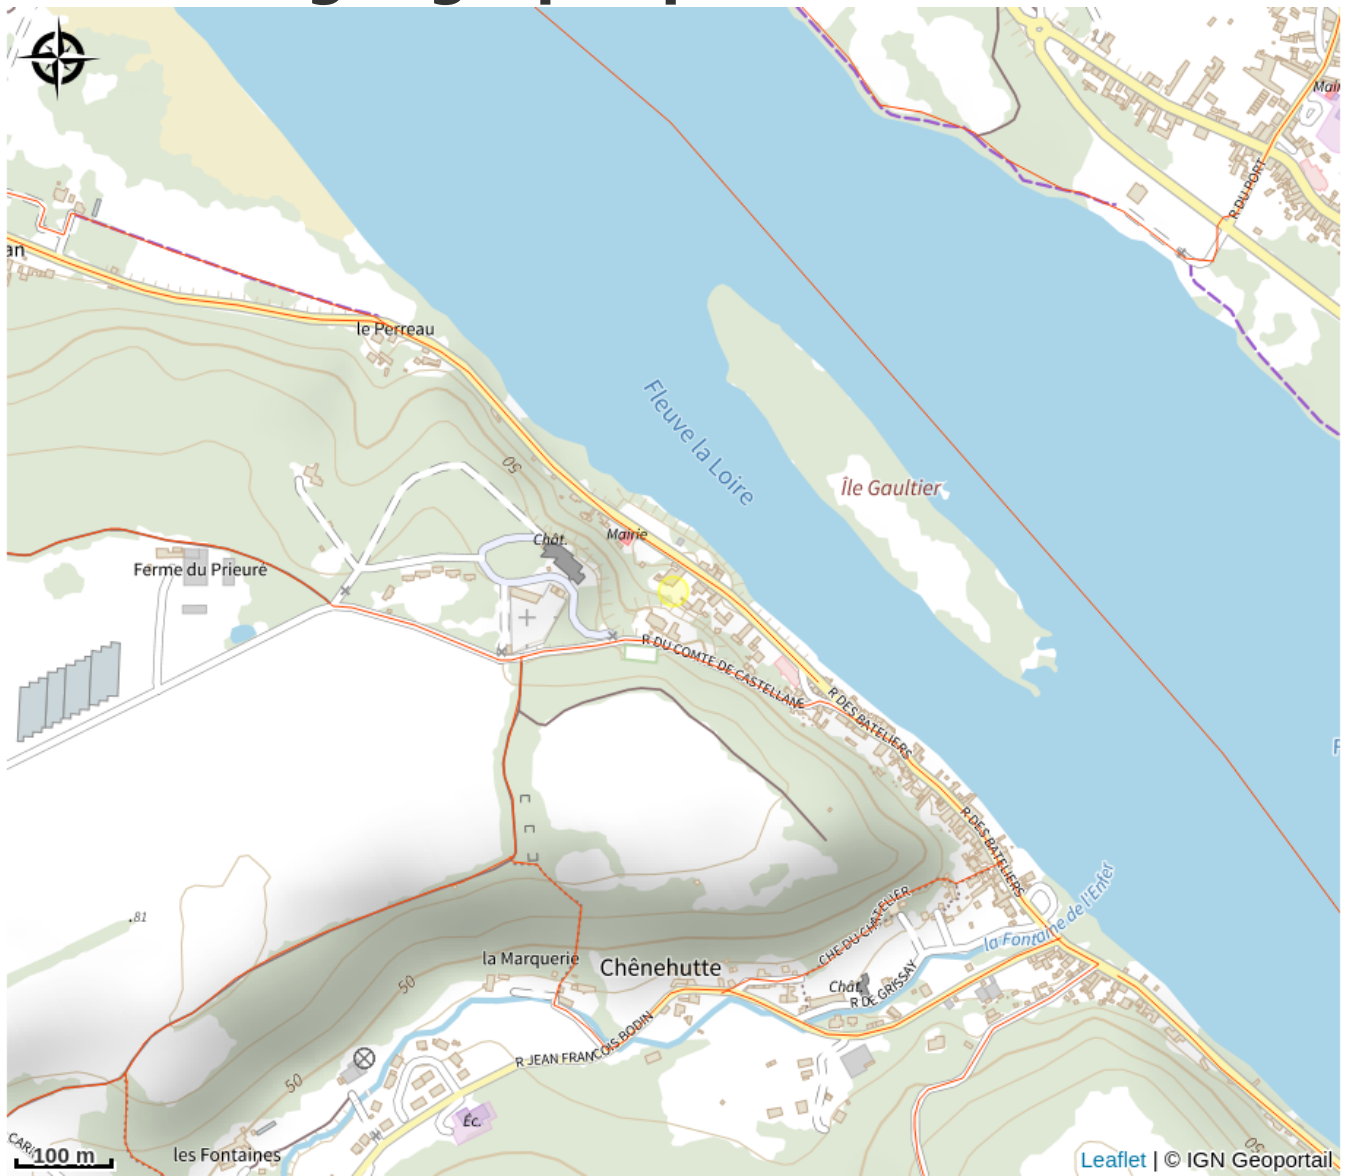 R DU PORT
an
le Perreau
Fleuve la Loire
Île Gaultier
50
Chât.
Mairie
Ferme du Prieuré
R DU COMTE DE CASTELLANE
R DES BATELIERS
R DES BATELIERS
81
CHE DU CHATELIER
la Fontaine de l'Enfer
la Marquerie
Chênehutte
Chât.
R DE GRISSAY
50
R JEAN FRANCOIS BODIN
50
Éc.
les Fontaines
50
100 m
Leaflet | © IGN Geoportail